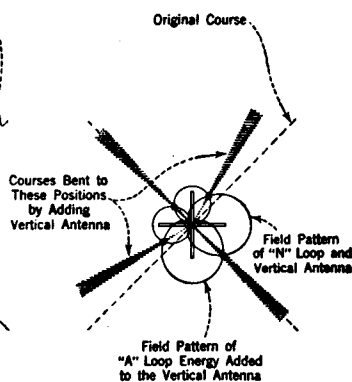 Original Course
Courses Bent to
These Positions
by Adding
Vertical Antenna
Field Pattern
of "N" Loop and
Vertical Antenna
Field Pattern of
"A" Loop Energy Added
to the Vertical Antenna